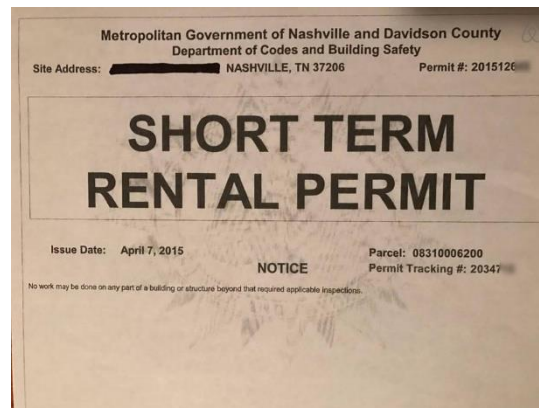 Metropolitan Government of Nashville and Davidson County
Department of Codes and Building Safety
Site Address: NASHVILLE, TN 37206 Permit #: 2015126
SHORT TERM
RENTAL PERMIT
Issue Date: April 7, 2015 Parcel: 08310006200
NOTICE Permit Tracking #: 20347
No work may be done on any part of a building or structure beyond that required applicable inspections.